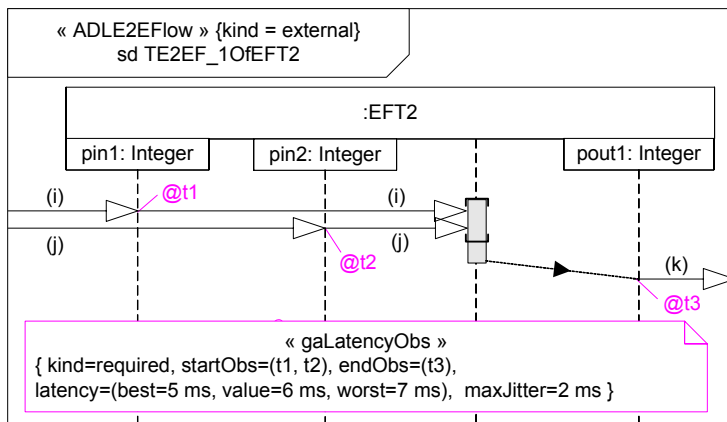 « ADLE2EFlow » {kind = external}
sd TE2EF_1OfEFT2
:EFT2
pin1: Integer
pin2: Integer
pout1: Integer
(i)
@t1
(i)
(j)
@t2
(j)
(k)
@t3
« gaLatencyObs »
{ kind=required, startObs=(t1, t2), endObs=(t3),
latency=(best=5 ms, value=6 ms, worst=7 ms), maxJitter=2 ms }